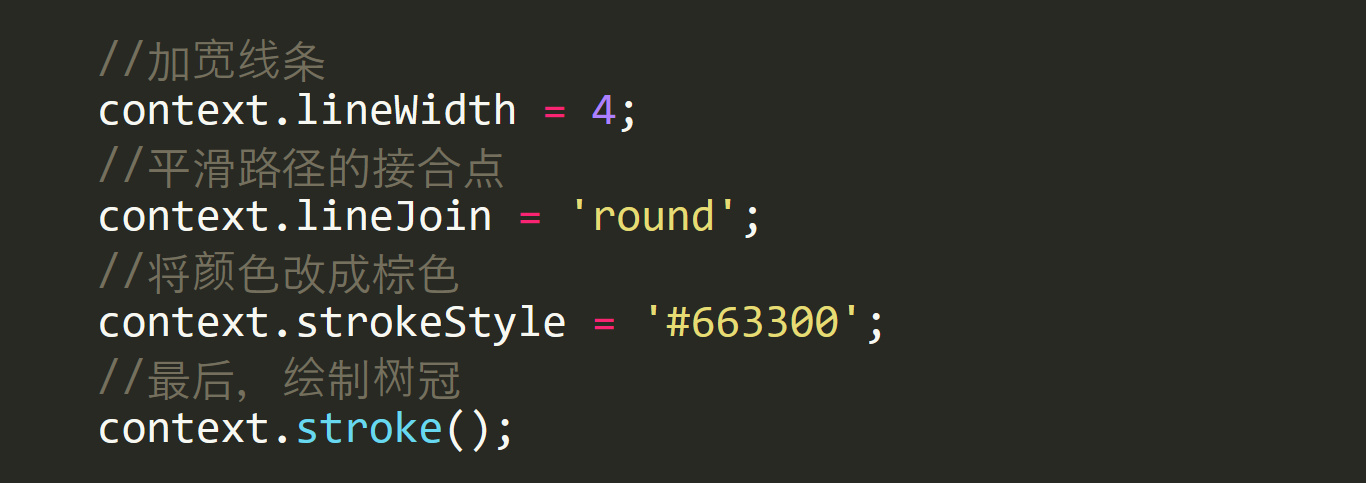 //加宽线条
context.lineWidth = 4;
//平滑路径的接合点
context.lineJoin = 'round';
//将颜色改成棕色
context.strokeStyle = '#663300';
//最后，绘制树冠
context.stroke();